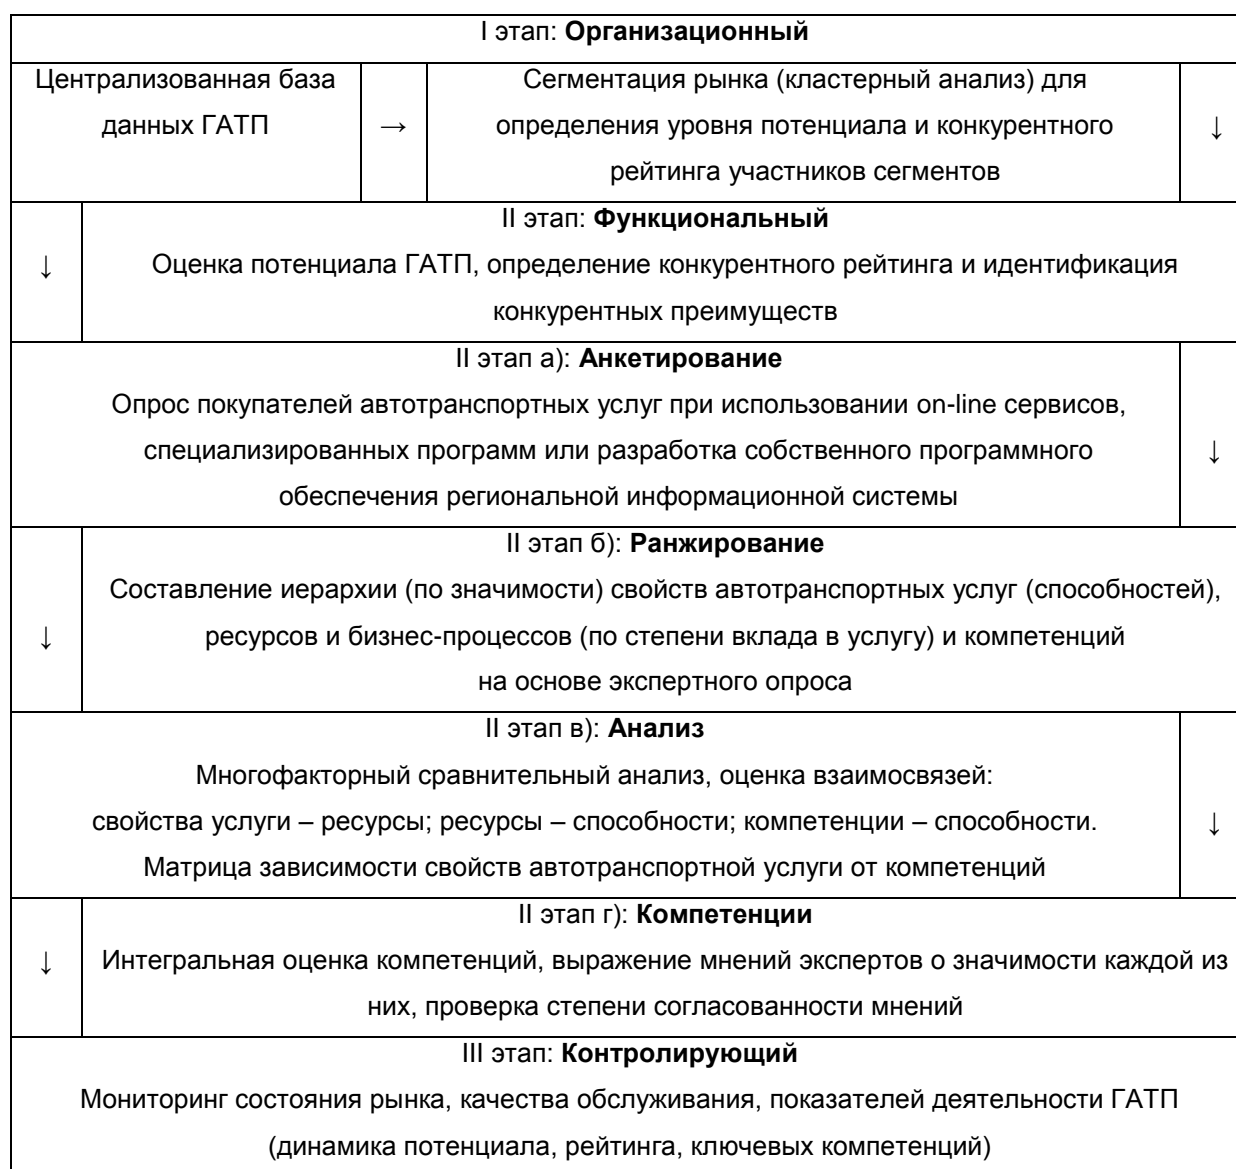 I этап: Организационный
Централизованная база
данных ГАТП
→
Сегментация рынка (кластерный анализ) для
определения уровня потенциала и конкурентного
рейтинга участников сегментов
↓
II этап: Функциональный
↓
Оценка потенциала ГАТП, определение конкурентного рейтинга и идентификация
конкурентных преимуществ
II этап а): Анкетирование
Опрос покупателей автотранспортных услуг при использовании on-line сервисов,
специализированных программ или разработка собственного программного
обеспечения региональной информационной системы
↓
II этап б): Ранжирование
Составление иерархии (по значимости) свойств автотранспортных услуг (способностей),
↓
ресурсов и бизнес-процессов (по степени вклада в услугу) и компетенций
на основе экспертного опроса
II этап в): Анализ
Многофакторный сравнительный анализ, оценка взаимосвязей:
свойства услуги – ресурсы; ресурсы – способности; компетенции – способности.
↓
Матрица зависимости свойств автотранспортной услуги от компетенций
II этап г): Компетенции
↓
Интегральная оценка компетенций, выражение мнений экспертов о значимости каждой из
них, проверка степени согласованности мнений
III этап: Контролирующий
Мониторинг состояния рынка, качества обслуживания, показателей деятельности ГАТП
(динамика потенциала, рейтинга, ключевых компетенций)